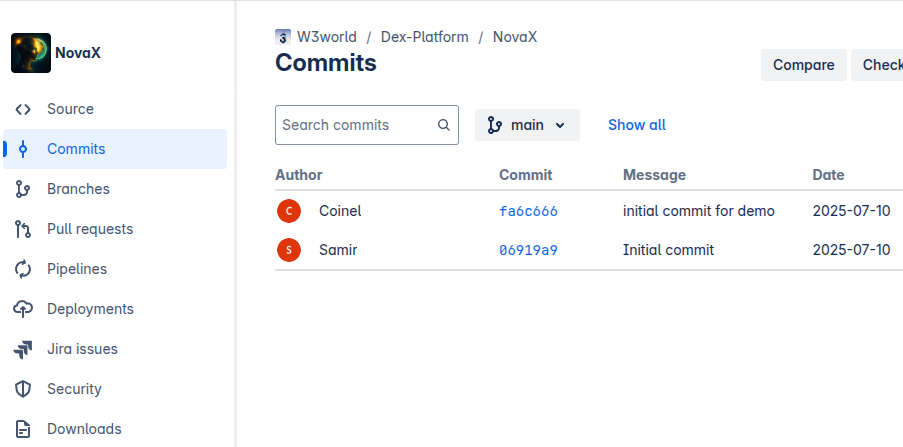 NovaX
Source
Commits
Branches
Pull requests
Pipelines
Deployments
Jira issues
Security
Downloads
3 W3world / Dex-Platform / NovaX
Commits
Compare
Check
Search commits
main
Show all
Author Commit Message Date
C Coinel fa6c666 initial commit for demo 2025-07-10
S Samir 06919a9 Initial commit 2025-07-10